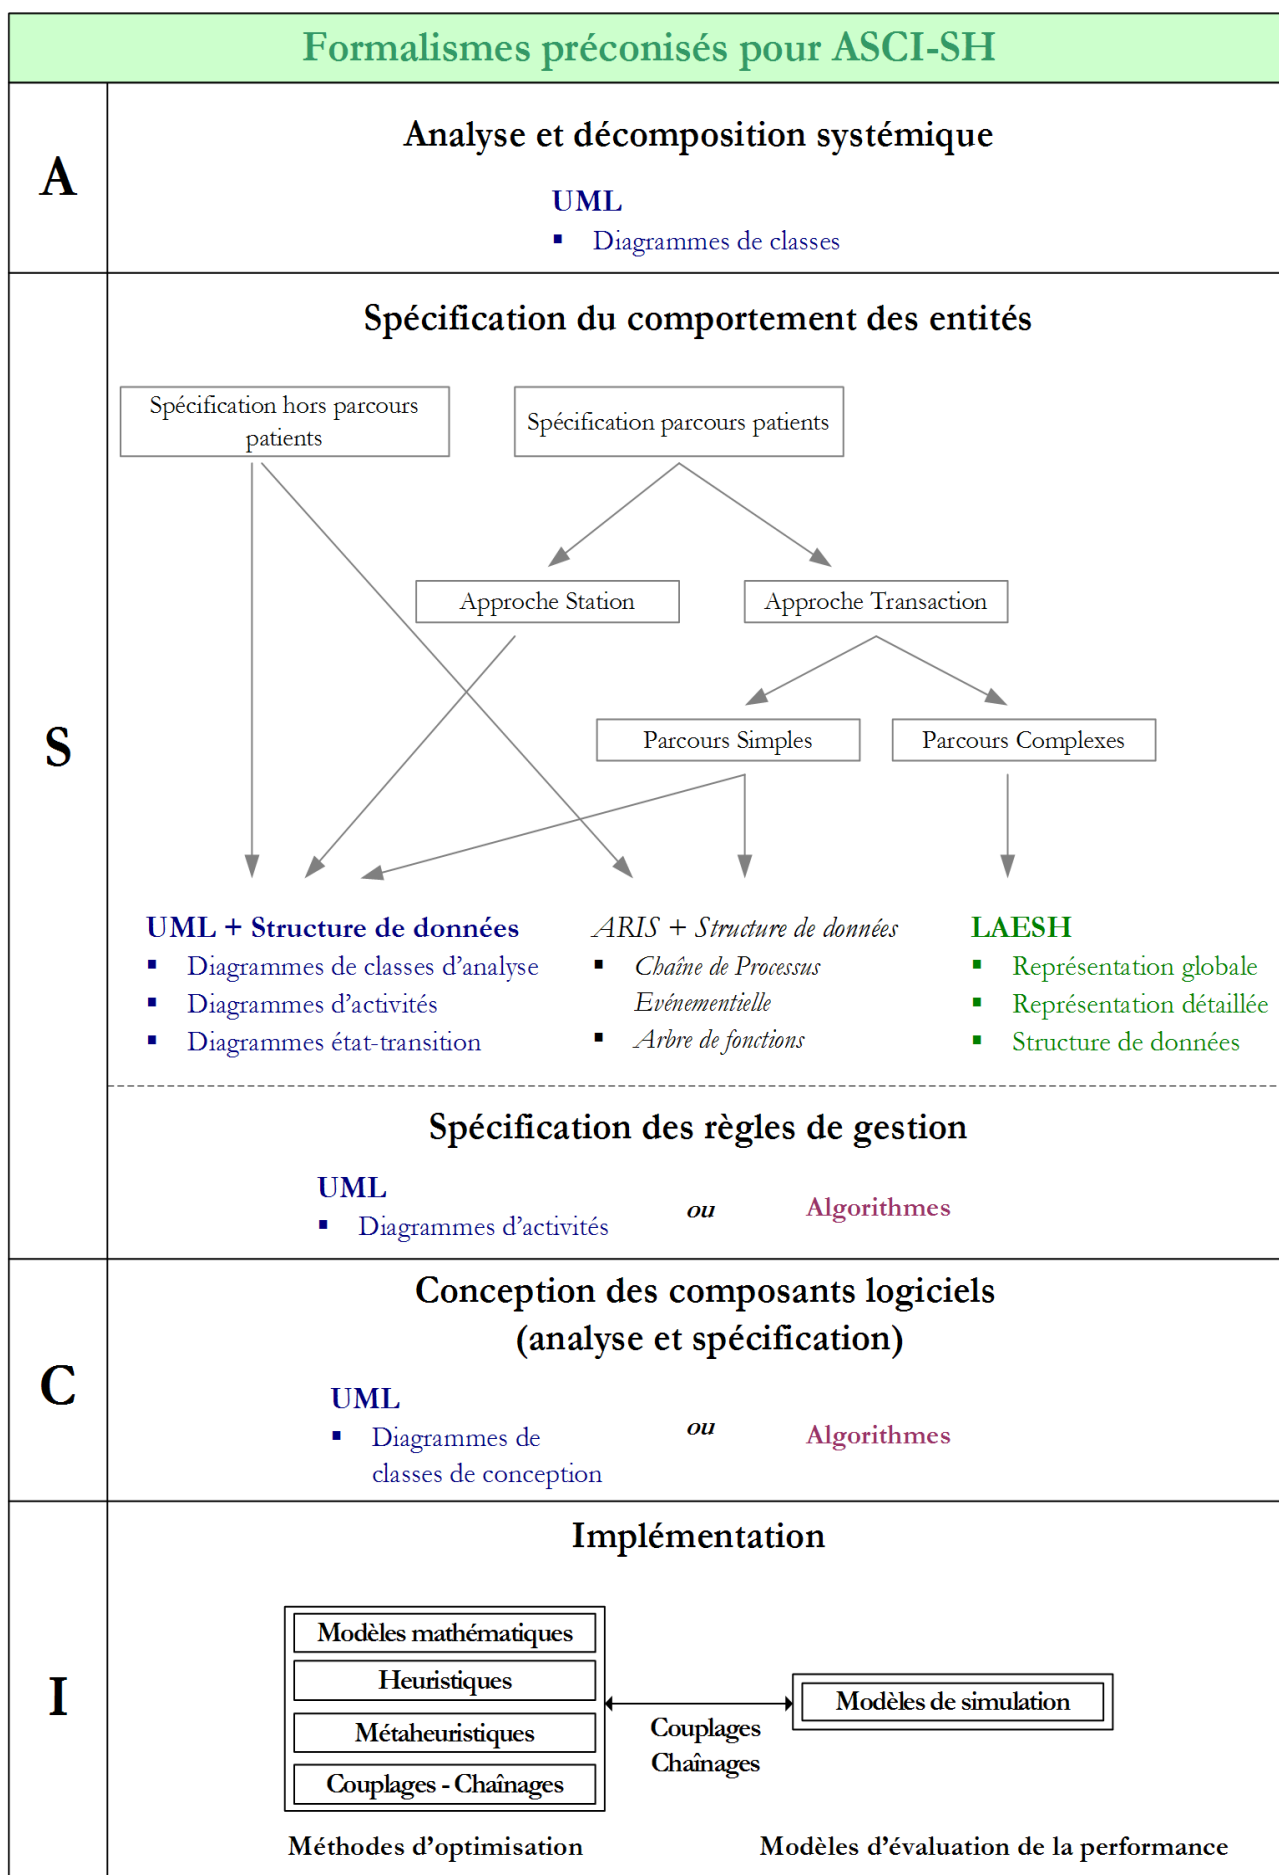 Formalismes préconisés pour ASCI-SH
A
Analyse et décomposition systémique
UML
▪ Diagrammes de classes
S
Spécification du comportement des entités
Spécification hors parcours
patients
Spécification parcours patients
Approche Station
Approche Transaction
Parcours Simples
Parcours Complexes
UML + Structure de données
▪ Diagrammes de classes d'analyse
▪ Diagrammes d'activités
▪ Diagrammes état-transition
ARIS + Structure de données
▪ Chaîne de Processus
Evénementielle
▪ Arbre de fonctions
LAESH
▪ Représentation globale
▪ Représentation détaillée
▪ Structure de données
Spécification des règles de gestion
UML
▪ Diagrammes d'activités
ou
Algorithmes
C
Conception des composants logiciels
(analyse et spécification)
UML
▪ Diagrammes de
classes de conception
ou
Algorithmes
I
Implémentation
Modèles mathématiques
Heuristiques
Métaheuristiques
Couplages - Chaînages
Couplages
Chaînages
Modèles de simulation
Méthodes d'optimisation
Modèles d'évaluation de la performance